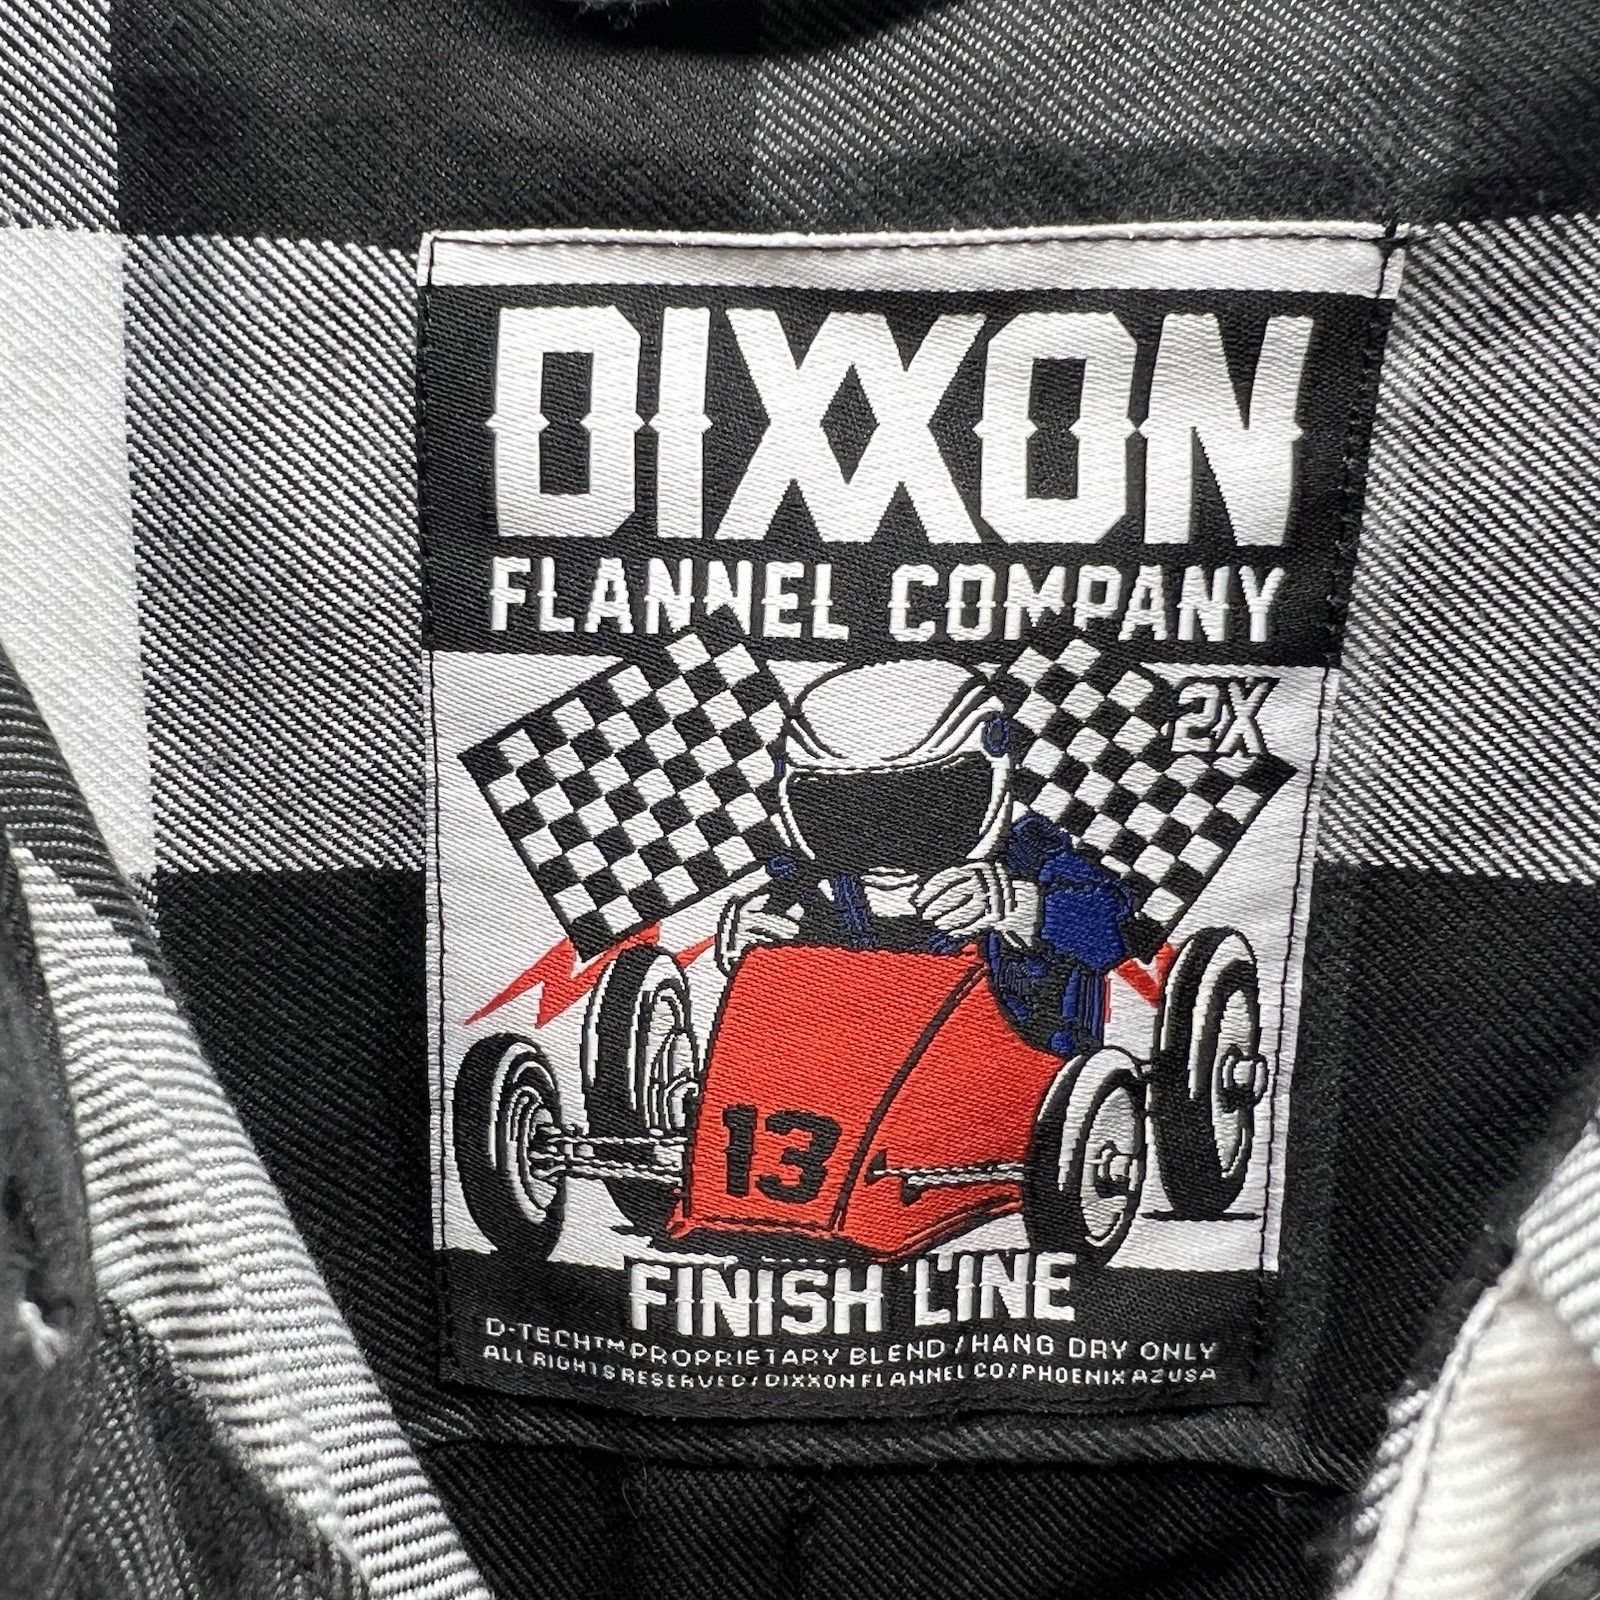 DIXXON
FLANNEL COMPANY
2X
13
FINISH LINE
D-TECH™ PROPRIETARY BLEND / HANG DRY ONLY
ALL RIGHTS RESERVED / DIXXON FLANNEL CO / PHOENIX AZ USA